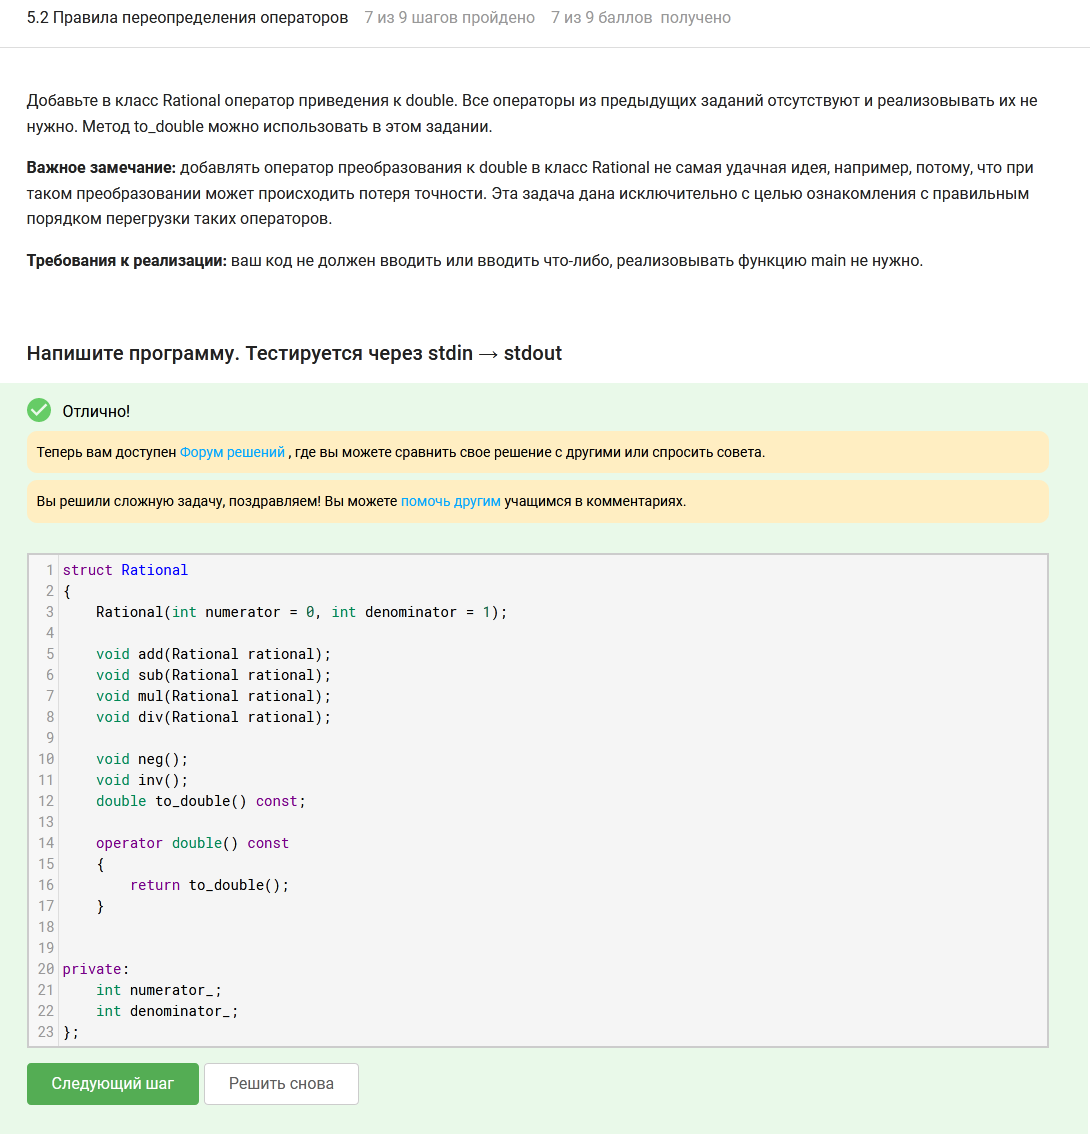 5.2 Правила переопределения операторов 7 из 9 шагов пройдено 7 из 9 баллов получено
Добавьте в класс Rational оператор приведения к double. Все операторы из предыдущих заданий отсутствуют и реализовывать их не
нужно. Метод to_double можно использовать в этом задании.
Важное замечание: добавлять оператор преобразования к double в класс Rational не самая удачная идея, например, потому, что при
таком преобразовании может происходить потеря точности. Эта задача дана исключительно с целью ознакомления с правильным
порядком перегрузки таких операторов.
Требования к реализации: ваш код не должен вводить или вводить что-либо, реализовывать функцию main не нужно.
Напишите программу. Тестируется через stdin → stdout
Отлично!
Теперь вам доступен Форум решений , где вы можете сравнить свое решение с другими или спросить совета.
Вы решили сложную задачу, поздравляем! Вы можете помочь другим учащимся в комментариях.
1 struct Rational
2 {
3     Rational(int numerator = 0, int denominator = 1);
4
5     void add(Rational rational);
6     void sub(Rational rational);
7     void mul(Rational rational);
8     void div(Rational rational);
9
10     void neg();
11     void inv();
12     double to_double() const;
13
14     operator double() const
15     {
16         return to_double();
17     }
18
19
20 private:
21     int numerator_;
22     int denominator_;
23 };
Следующий шаг Решить снова